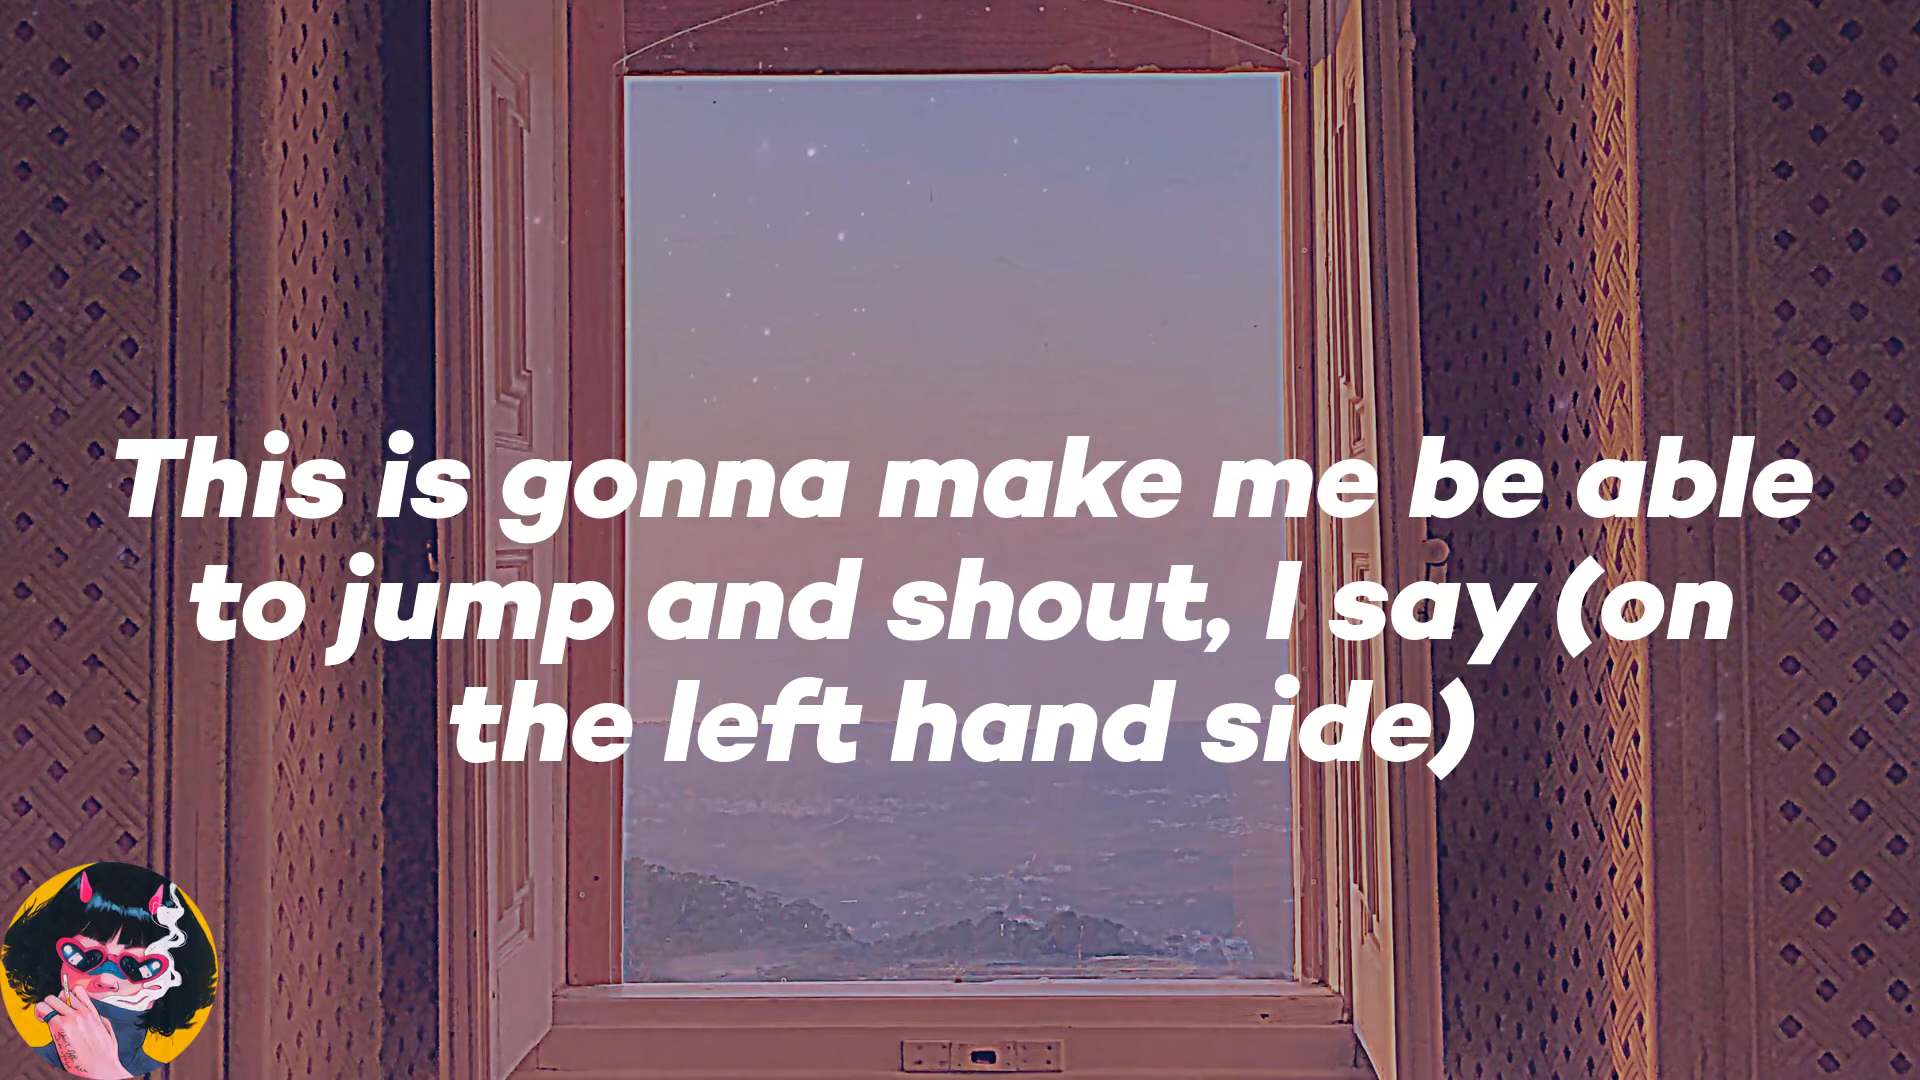 This is gonna make me be able
to jump and shout, I say (on
the left hand side)